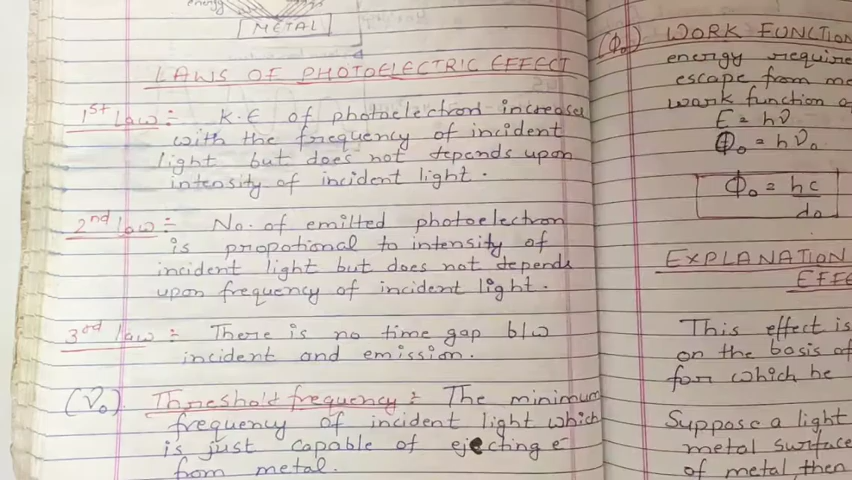 energy
METAL
LAWS OF PHOTOELECTRIC EFFECT
1st law :- K.E of photoelectron increases
with the frequency of incident
light but does not depends upon
intensity of incident light.
2nd law :- No. of emitted photoelectron
is propotional to intensity of
incident light but does not depends
upon frequency of incident light.
3rd law :- There is no time gap b/w
incident and emission.
(ν₀) Threshold frequency :- The minimum
frequency of incident light which
is just capable of ejecting e⁻
from metal.
(Φ₀) WORK FUNCTION
energy require
escape from me
work function o
E = hν
Φ₀ = hν₀
Φ₀ = hc
d₀
EXPLANATION
EFFE
This effect is
on the basis of
for which he
Suppose a light
metal surface
of metal then